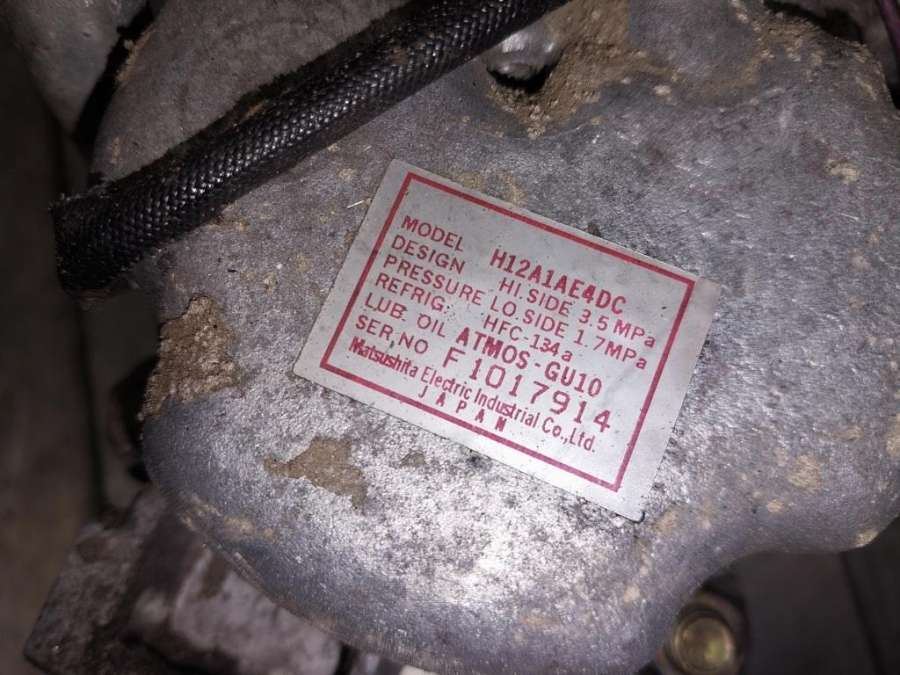 MODEL H12A1AE4DC
DESIGN HI.SIDE 3.5 MPa
PRESSURE LO.SIDE 1.7MPa
REFRIG: HFC-134a
LUB. OIL ATMOS-GU10
SER,NO F1017914
Matsushita Electric Industrial Co.,Ltd.
JAPAN